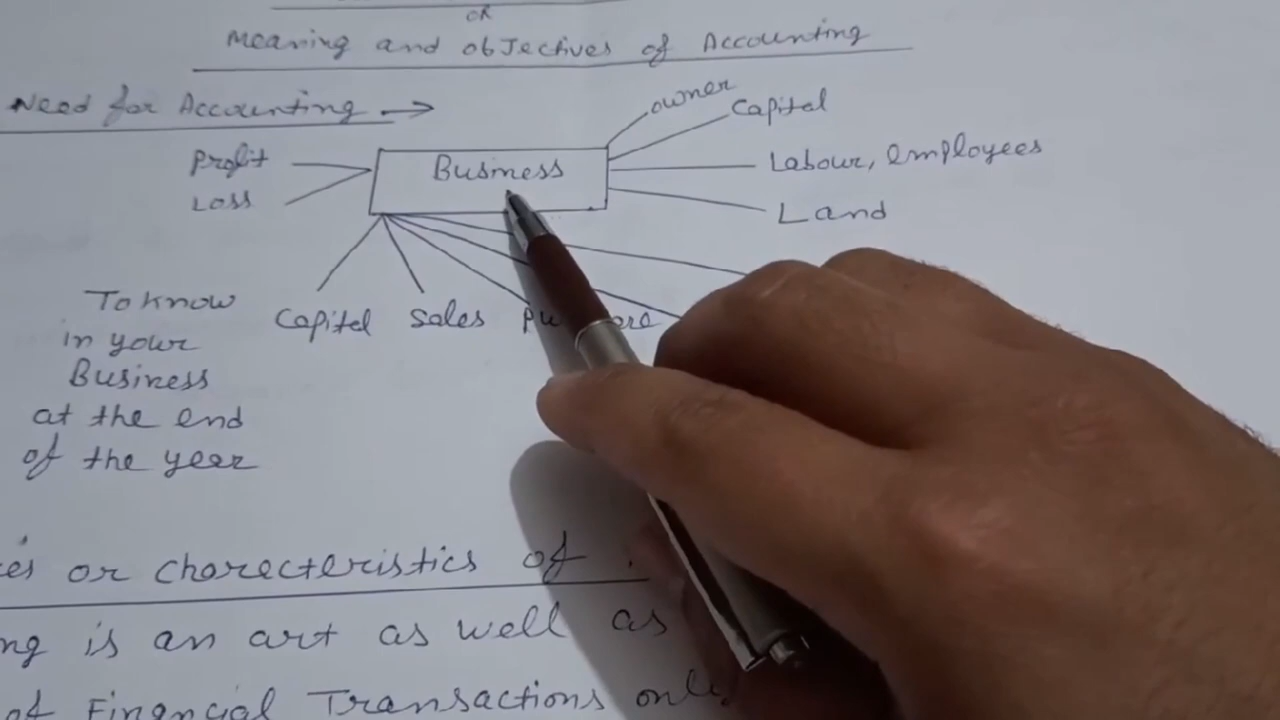 or
Meaning and objectives of Accounting
Need for Accounting →
owner
Capital
Profit
Business
Labour, employees
Loss
Land
To know
in your
Business
at the end
of the year
Capital Sales
or charecteristics of
is an art as well as
of Financial Transactions only